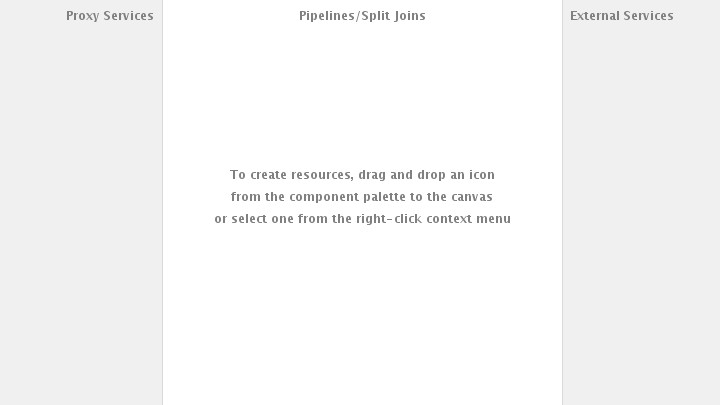 Proxy Services
Pipelines/Split Joins
External Services
To create resources, drag and drop an icon
from the component palette to the canvas
or select one from the right-click context menu